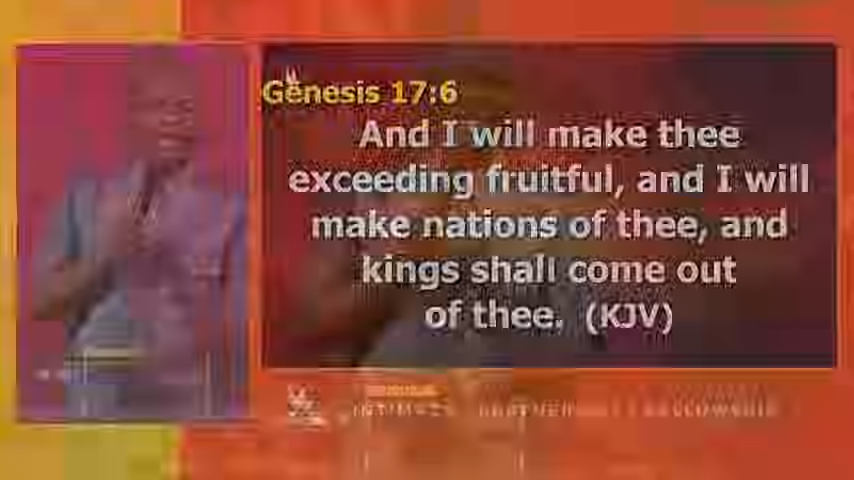 Genesis 17:6
And I will make thee
exceeding fruitful, and I will
make nations of thee, and
kings shall come out
of thee. (KJV)